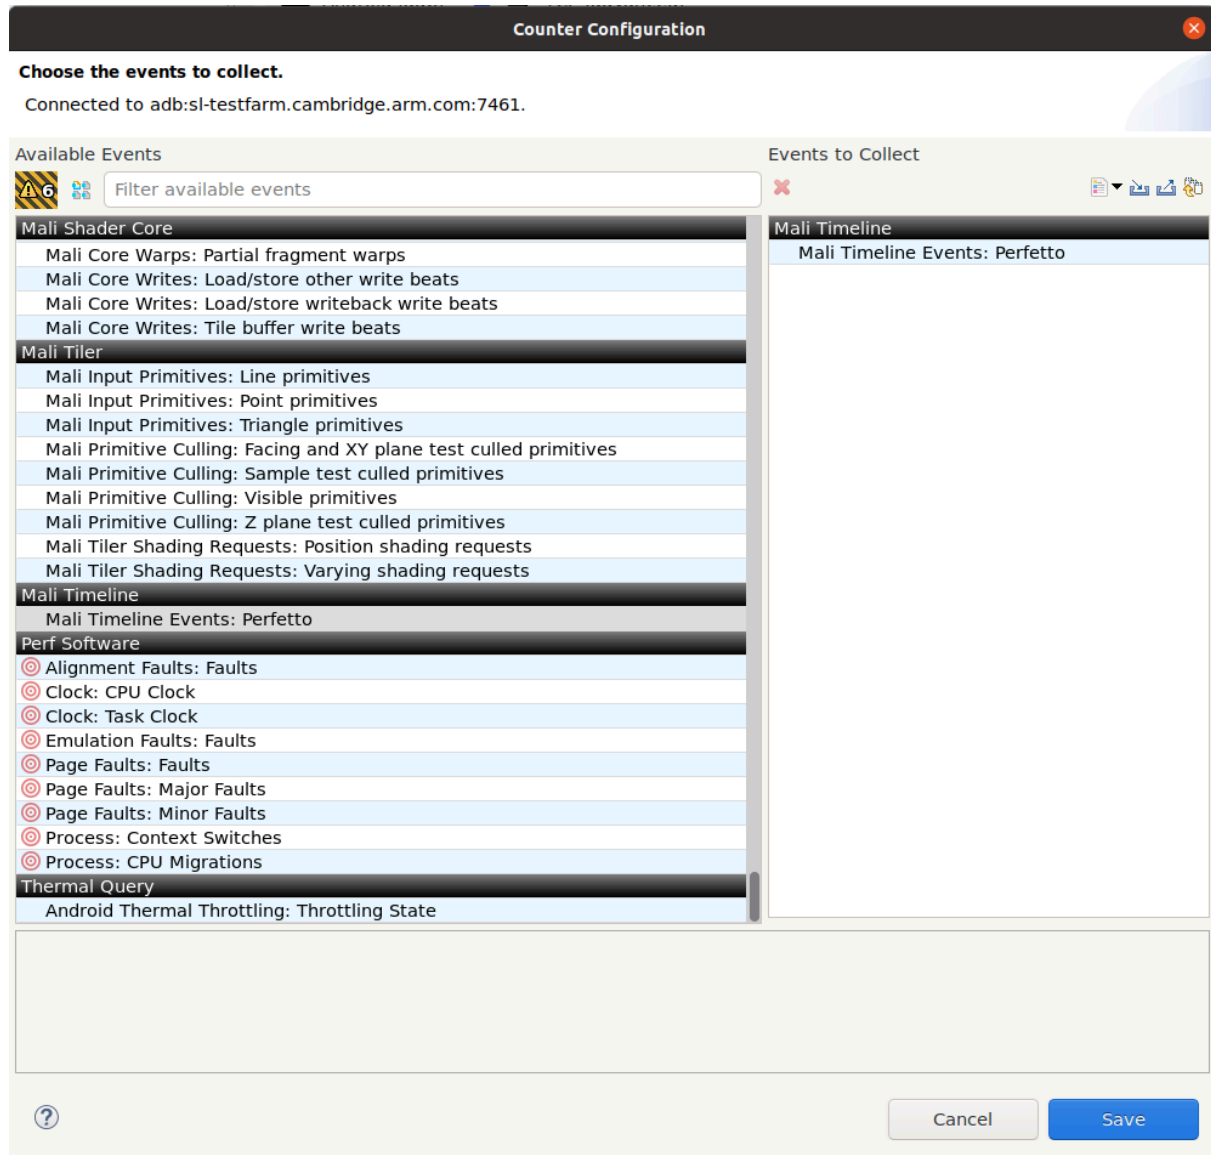 Counter Configuration
Choose the events to collect.
Connected to adb:sl-testfarm.cambridge.arm.com:7461.
Available Events
Events to Collect
6
Filter available events
Mali Shader Core
Mali Core Warps: Partial fragment warps
Mali Core Writes: Load/store other write beats
Mali Core Writes: Load/store writeback write beats
Mali Core Writes: Tile buffer write beats
Mali Tiler
Mali Input Primitives: Line primitives
Mali Input Primitives: Point primitives
Mali Input Primitives: Triangle primitives
Mali Primitive Culling: Facing and XY plane test culled primitives
Mali Primitive Culling: Sample test culled primitives
Mali Primitive Culling: Visible primitives
Mali Primitive Culling: Z plane test culled primitives
Mali Tiler Shading Requests: Position shading requests
Mali Tiler Shading Requests: Varying shading requests
Mali Timeline
Mali Timeline Events: Perfetto
Perf Software
Alignment Faults: Faults
Clock: CPU Clock
Clock: Task Clock
Emulation Faults: Faults
Page Faults: Faults
Page Faults: Major Faults
Page Faults: Minor Faults
Process: Context Switches
Process: CPU Migrations
Thermal Query
Android Thermal Throttling: Throttling State
Mali Timeline
Mali Timeline Events: Perfetto
Cancel
Save